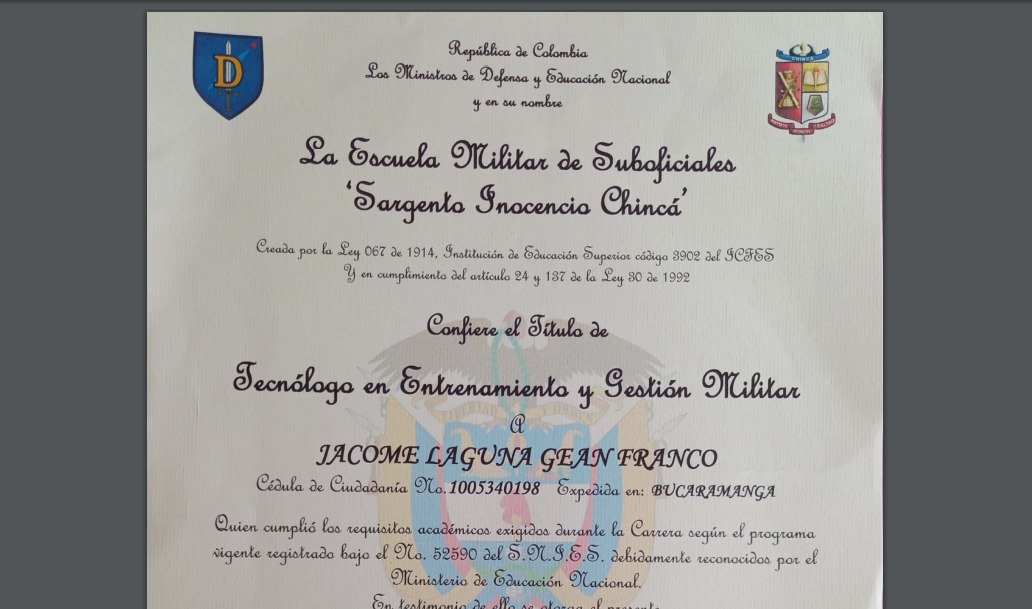 República de Colombia
Los Ministros de Defensa y Educación Nacional
y en su nombre
La Escuela Militar de Suboficiales
‘Sargento Inocencio Chincá’
Creada por la Ley 067 de 1914, Institución de Educación Superior código 3902 del ICFES
Y en cumplimiento del artículo 24 y 137 de la Ley 30 de 1992
Confiere el Título de
Tecnólogo en Entrenamiento y Gestión Militar
A
JACOME LAGUNA GEAN FRANCO
Cédula de Ciudadanía No. 1005340198 Expedida en: BUCARAMANGA
Quien cumplió los requisitos académicos exigidos durante la Carrera según el programa
vigente registrado bajo el No. 52590 del S.N.I.E.S. debidamente reconocidos por el
Ministerio de Educación Nacional.
En testimonio de ello se otorga el presente